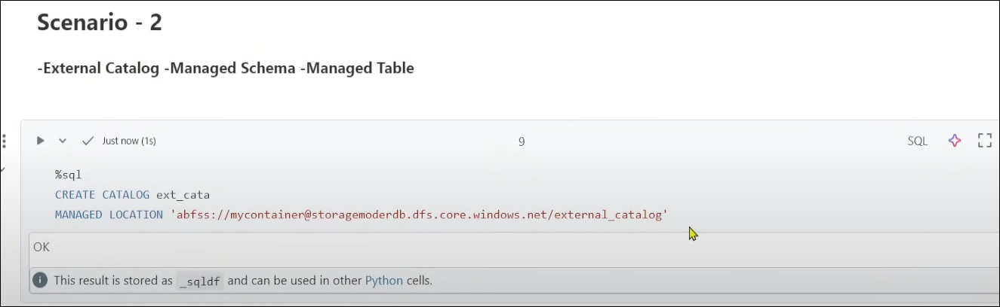 Scenario - 2
-External Catalog -Managed Schema -Managed Table
Just now (1s)
9
SQL
%sql
CREATE CATALOG ext_cata
MANAGED LOCATION 'abfss://mycontainer@storagemoderdb.dfs.core.windows.net/external_catalog'
OK
This result is stored as _sqldf and can be used in other Python cells.